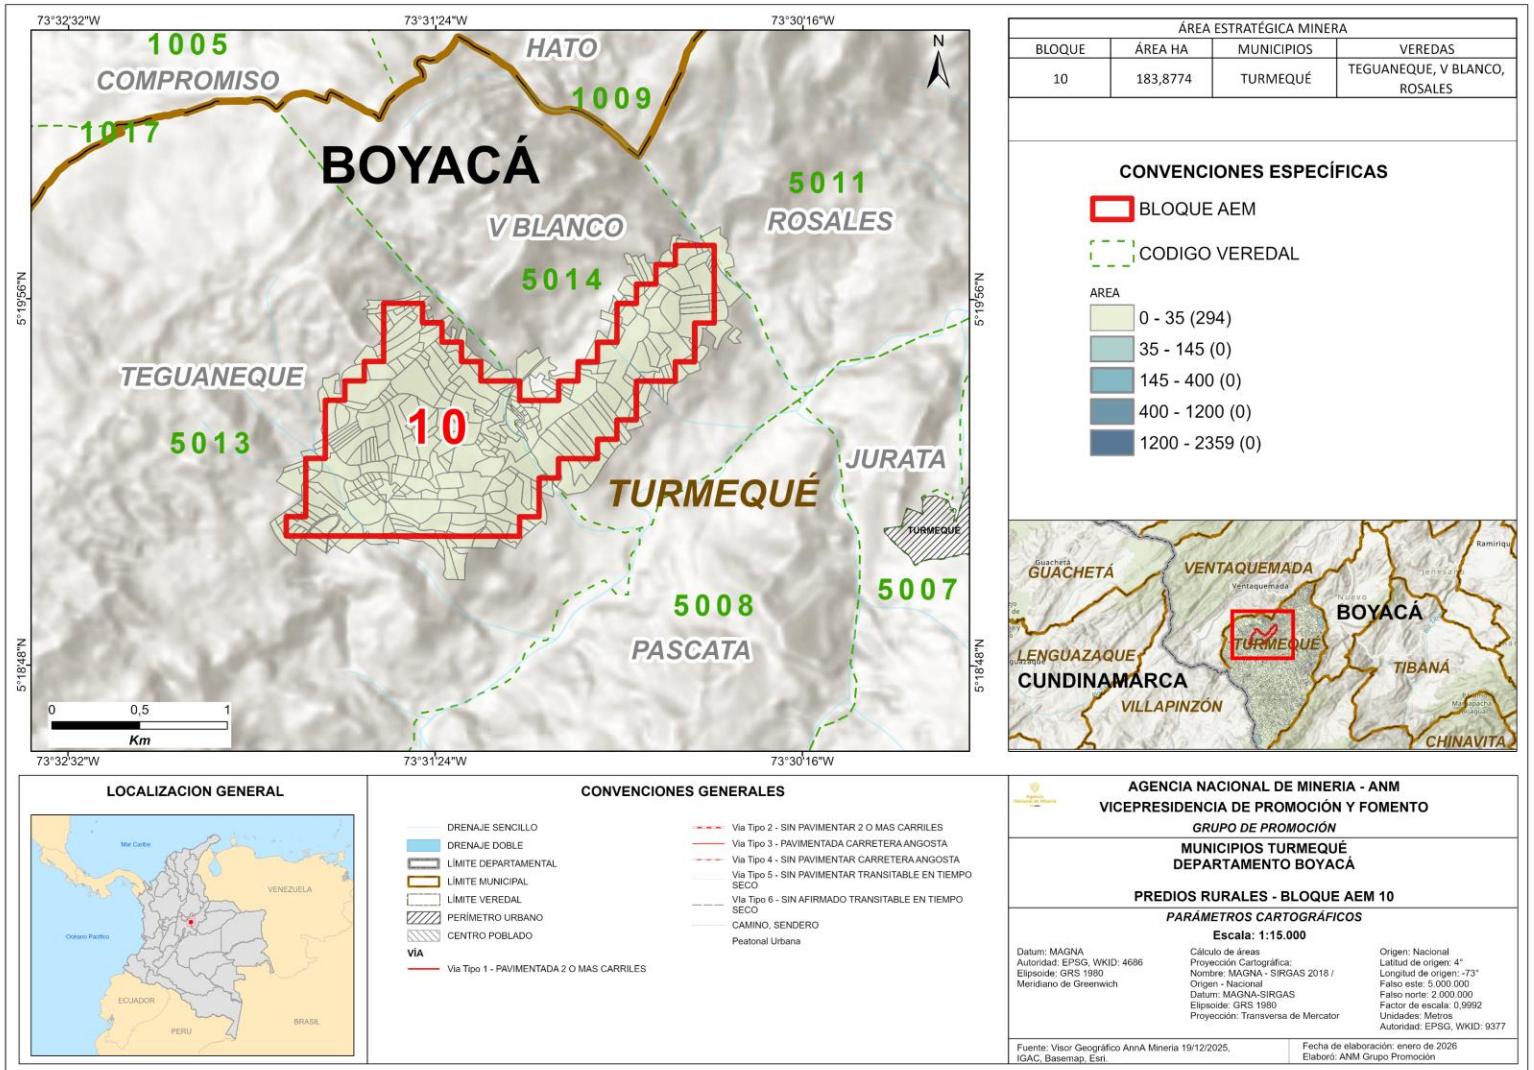 73°32'32"W
73°31'24"W
73°30'16"W
1005
COMPROMISO
HATO
1009
N
1017
BOYACÁ
5011
ROSALES
V BLANCO
5014
5°19'56"N
5°19'56"N
TEGUANEQUE
10
5013
JURATA
TURMEQUÉ
TURMEQUÉ
5007
5008
PASCATA
5°18'48"N
5°18'48"N
0 0,5 1
Km
73°32'32"W
73°31'24"W
73°30'16"W
ÁREA ESTRATÉGICA MINERA
BLOQUE ÁREA HA MUNICIPIOS VEREDAS
10 183,8774 TURMEQUÉ TEGUANEQUE, V BLANCO,
ROSALES
CONVENCIONES ESPECÍFICAS
BLOQUE AEM
CODIGO VEREDAL
AREA
0 - 35 (294)
35 - 145 (0)
145 - 400 (0)
400 - 1200 (0)
1200 - 2359 (0)
Guachetá
GUACHETÁ
VENTAQUEMADA
Ventaquemada
Ramiriqu
Nuevo
BOYACÁ
TURMEQUÉ
LENGUAZAQUE
TIBANÁ
CUNDINAMARCA
VILLAPINZÓN
CHINAVITA
LOCALIZACION GENERAL
Mar Caribe
VENEZUELA
Océano Pacífico
ECUADOR
PERU
BRASIL
CONVENCIONES GENERALES
DRENAJE SENCILLO
DRENAJE DOBLE
LÍMITE DEPARTAMENTAL
LÍMITE MUNICIPAL
LÍMITE VEREDAL
PERÍMETRO URBANO
CENTRO POBLADO
VÍA
Via Tipo 1 - PAVIMENTADA 2 O MAS CARRILES
Via Tipo 2 - SIN PAVIMENTAR 2 O MAS CARRILES
Via Tipo 3 - PAVIMENTADA CARRETERA ANGOSTA
Via Tipo 4 - SIN PAVIMENTAR CARRETERA ANGOSTA
Via Tipo 5 - SIN PAVIMENTAR TRANSITABLE EN TIEMPO
SECO
Via Tipo 6 - SIN AFIRMADO TRANSITABLE EN TIEMPO
SECO
CAMINO, SENDERO
Peatonal Urbana
Agencia
Nacional de Minería
AGENCIA NACIONAL DE MINERIA - ANM
VICEPRESIDENCIA DE PROMOCIÓN Y FOMENTO
GRUPO DE PROMOCIÓN
MUNICIPIOS TURMEQUÉ
DEPARTAMENTO BOYACÁ
PREDIOS RURALES - BLOQUE AEM 10
PARÁMETROS CARTOGRÁFICOS
Escala: 1:15.000
Datum: MAGNA
Autoridad: EPSG, WKID: 4686
Elipsoide: GRS 1980
Meridiano de Greenwich
Cálculo de áreas
Proyección Cartográfica:
Nombre: MAGNA - SIRGAS 2018 /
Origen - Nacional
Datum: MAGNA-SIRGAS
Elipsoide: GRS 1980
Proyección: Transversa de Mercator
Origen: Nacional
Latitud de origen: 4°
Longitud de origen: -73°
Falso este: 5.000.000
Falso norte: 2.000.000
Factor de escala: 0,9992
Unidades: Metros
Autoridad: EPSG, WKID: 9377
Fuente: Visor Geográfico AnnA Mineria 19/12/2025,
IGAC, Basemap, Esri.
Fecha de elaboración: enero de 2026
Elaboró: ANM Grupo Promoción